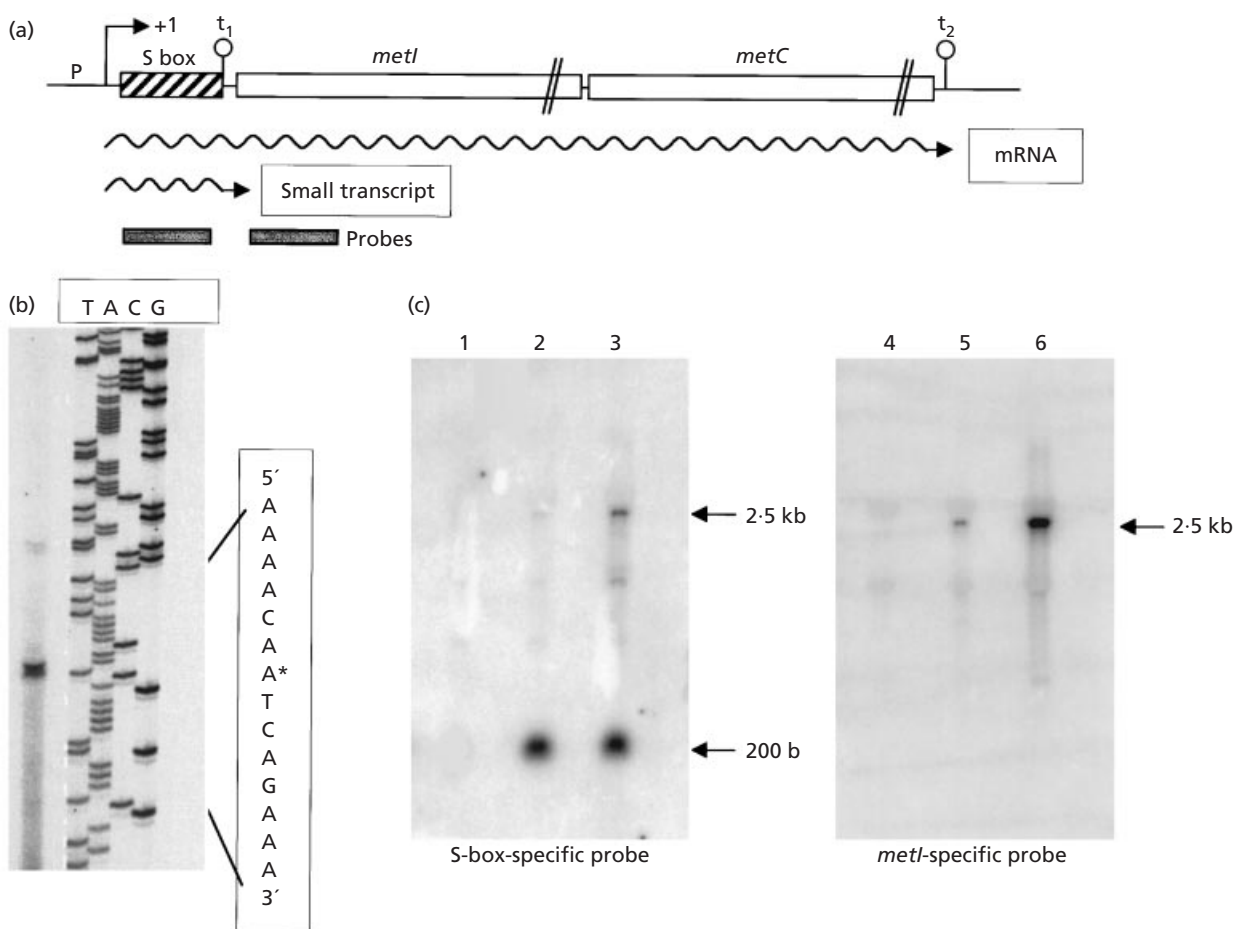 (a)
+1
t1
t2
S box
metI
metC
P
mRNA
Small transcript
Probes
(b)
T A C G
5′
A
A
A
A
C
A
A*
T
C
A
G
A
A
A
3′
(c)
1 2 3
2·5 kb
200 b
S-box-specific probe
4 5 6
2·5 kb
metI-specific probe